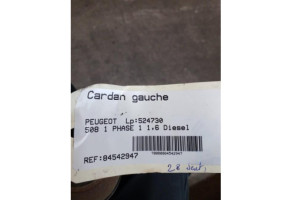 Cardan gauche
PEUGEOT Lp:524730
508 1 PHASE 1 1.6 Diesel
REF:84542947